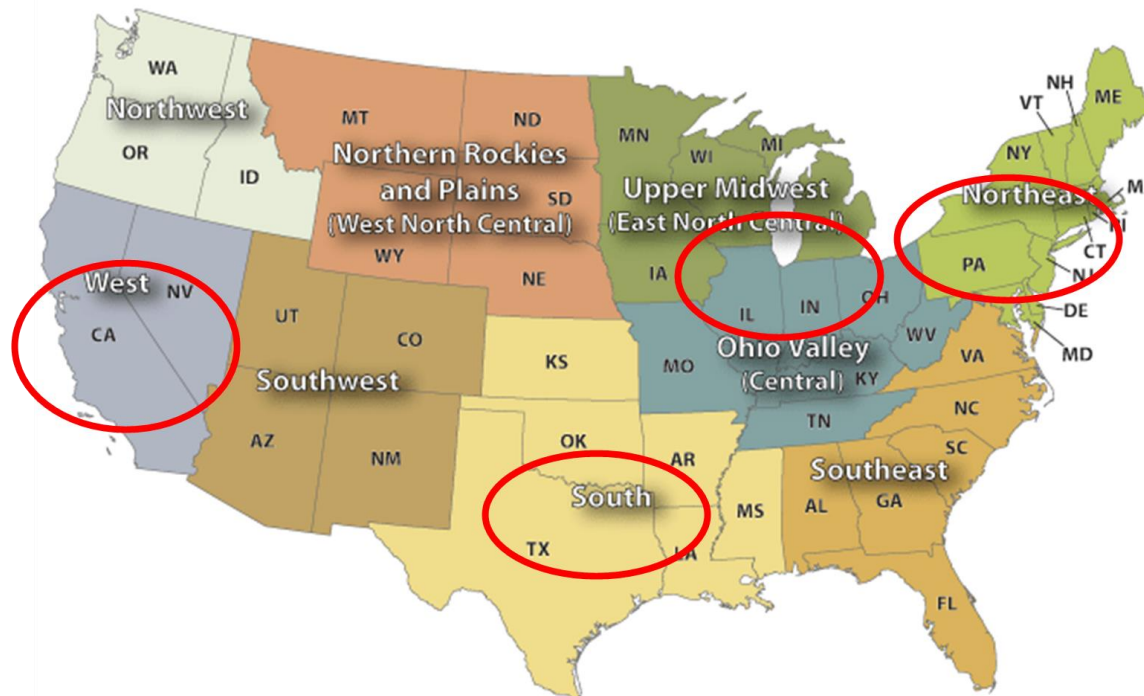 WA
Northwest
OR
ID
MT
ND
Northern Rockies
and Plains
(West North Central)
SD
WY
NE
MN
WI
MI
Upper Midwest
(East North Central)
IA
NH
VT
ME
NY
Northeast
M
RI
CT
PA
NJ
DE
MD
West
NV
CA
UT
CO
Southwest
AZ
NM
KS
OK
AR
South
TX
LA
MS
IL
IN
OH
WV
MO
Ohio Valley
(Central)
KY
TN
VA
NC
SC
Southeast
AL
GA
FL